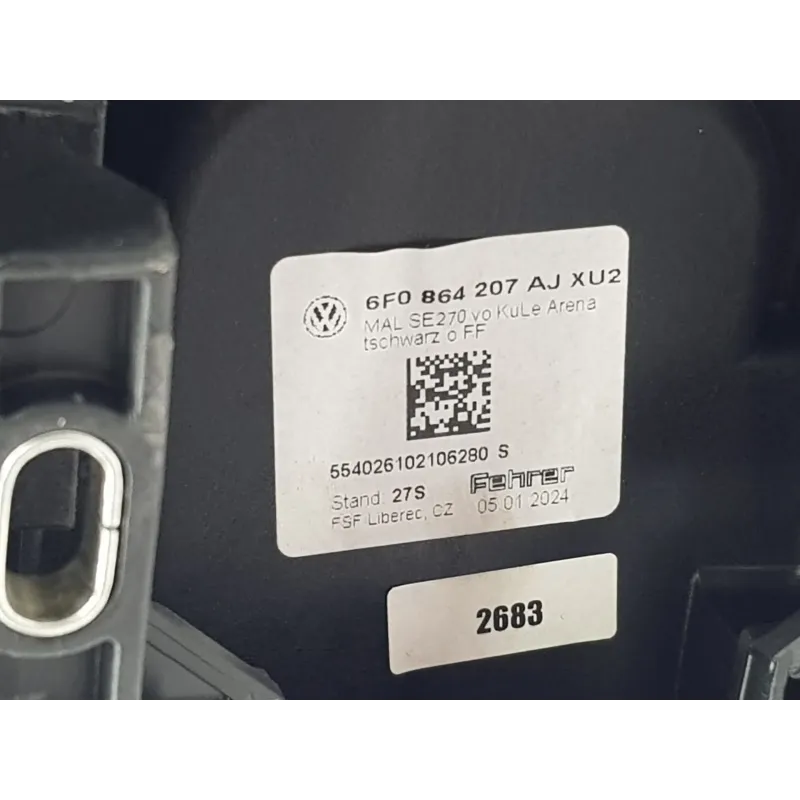 6F0 864 207 AJ XU2
MAL SE270 vo KuLe Arena
tschwarz o FF
554026102106280 S
Fehrer
Stand: 27S
05.01.2024
FSF Liberec, CZ
2683